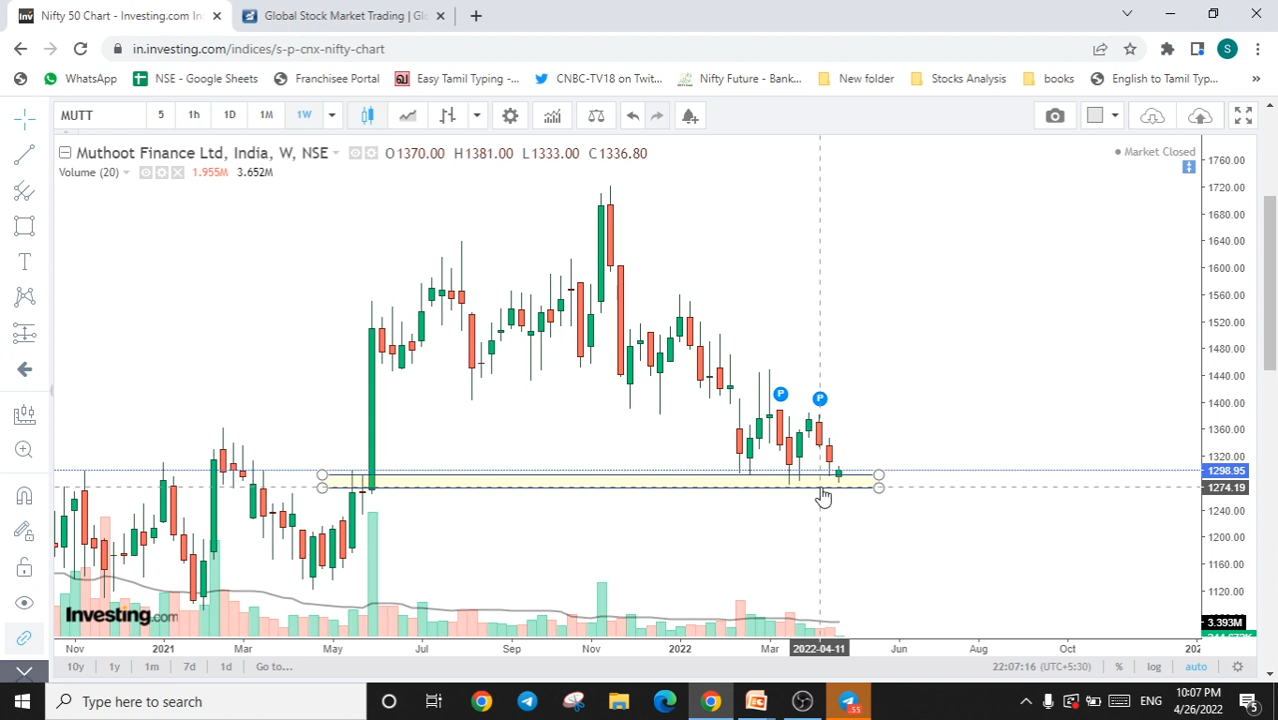 Nifty 50 Chart - Investing.com In
Global Stock Market Trading | Glo
in.investing.com/indices/s-p-cnx-nifty-chart
S
WhatsApp
NSE - Google Sheets
Franchisee Portal
Easy Tamil Typing -...
CNBC-TV18 on Twit...
Nifty Future - Bank...
New folder
Stocks Analysis
books
English to Tamil Typ...
»
MUTT
5
1h
1D
1M
1W
Muthoot Finance Ltd, India, W, NSE
O1370.00 H1381.00 L1333.00 C1336.80
Market Closed
Volume (20)
1.955M 3.652M
1760.00
1720.00
1680.00
1640.00
1600.00
1560.00
1520.00
1480.00
1440.00
1400.00
1360.00
1320.00
1298.95
1274.19
1240.00
1200.00
1160.00
1120.00
3.393M
P
P
T
Investing.com
Nov
2021
Mar
May
Jul
Sep
Nov
2022
Mar
2022-04-11
Jun
Aug
Oct
10y
1y
1m
7d
1d
Go to...
22:07:16 (UTC+5:30)
%
log
auto
Type here to search
55
ENG
10:07 PM
4/26/2022
5